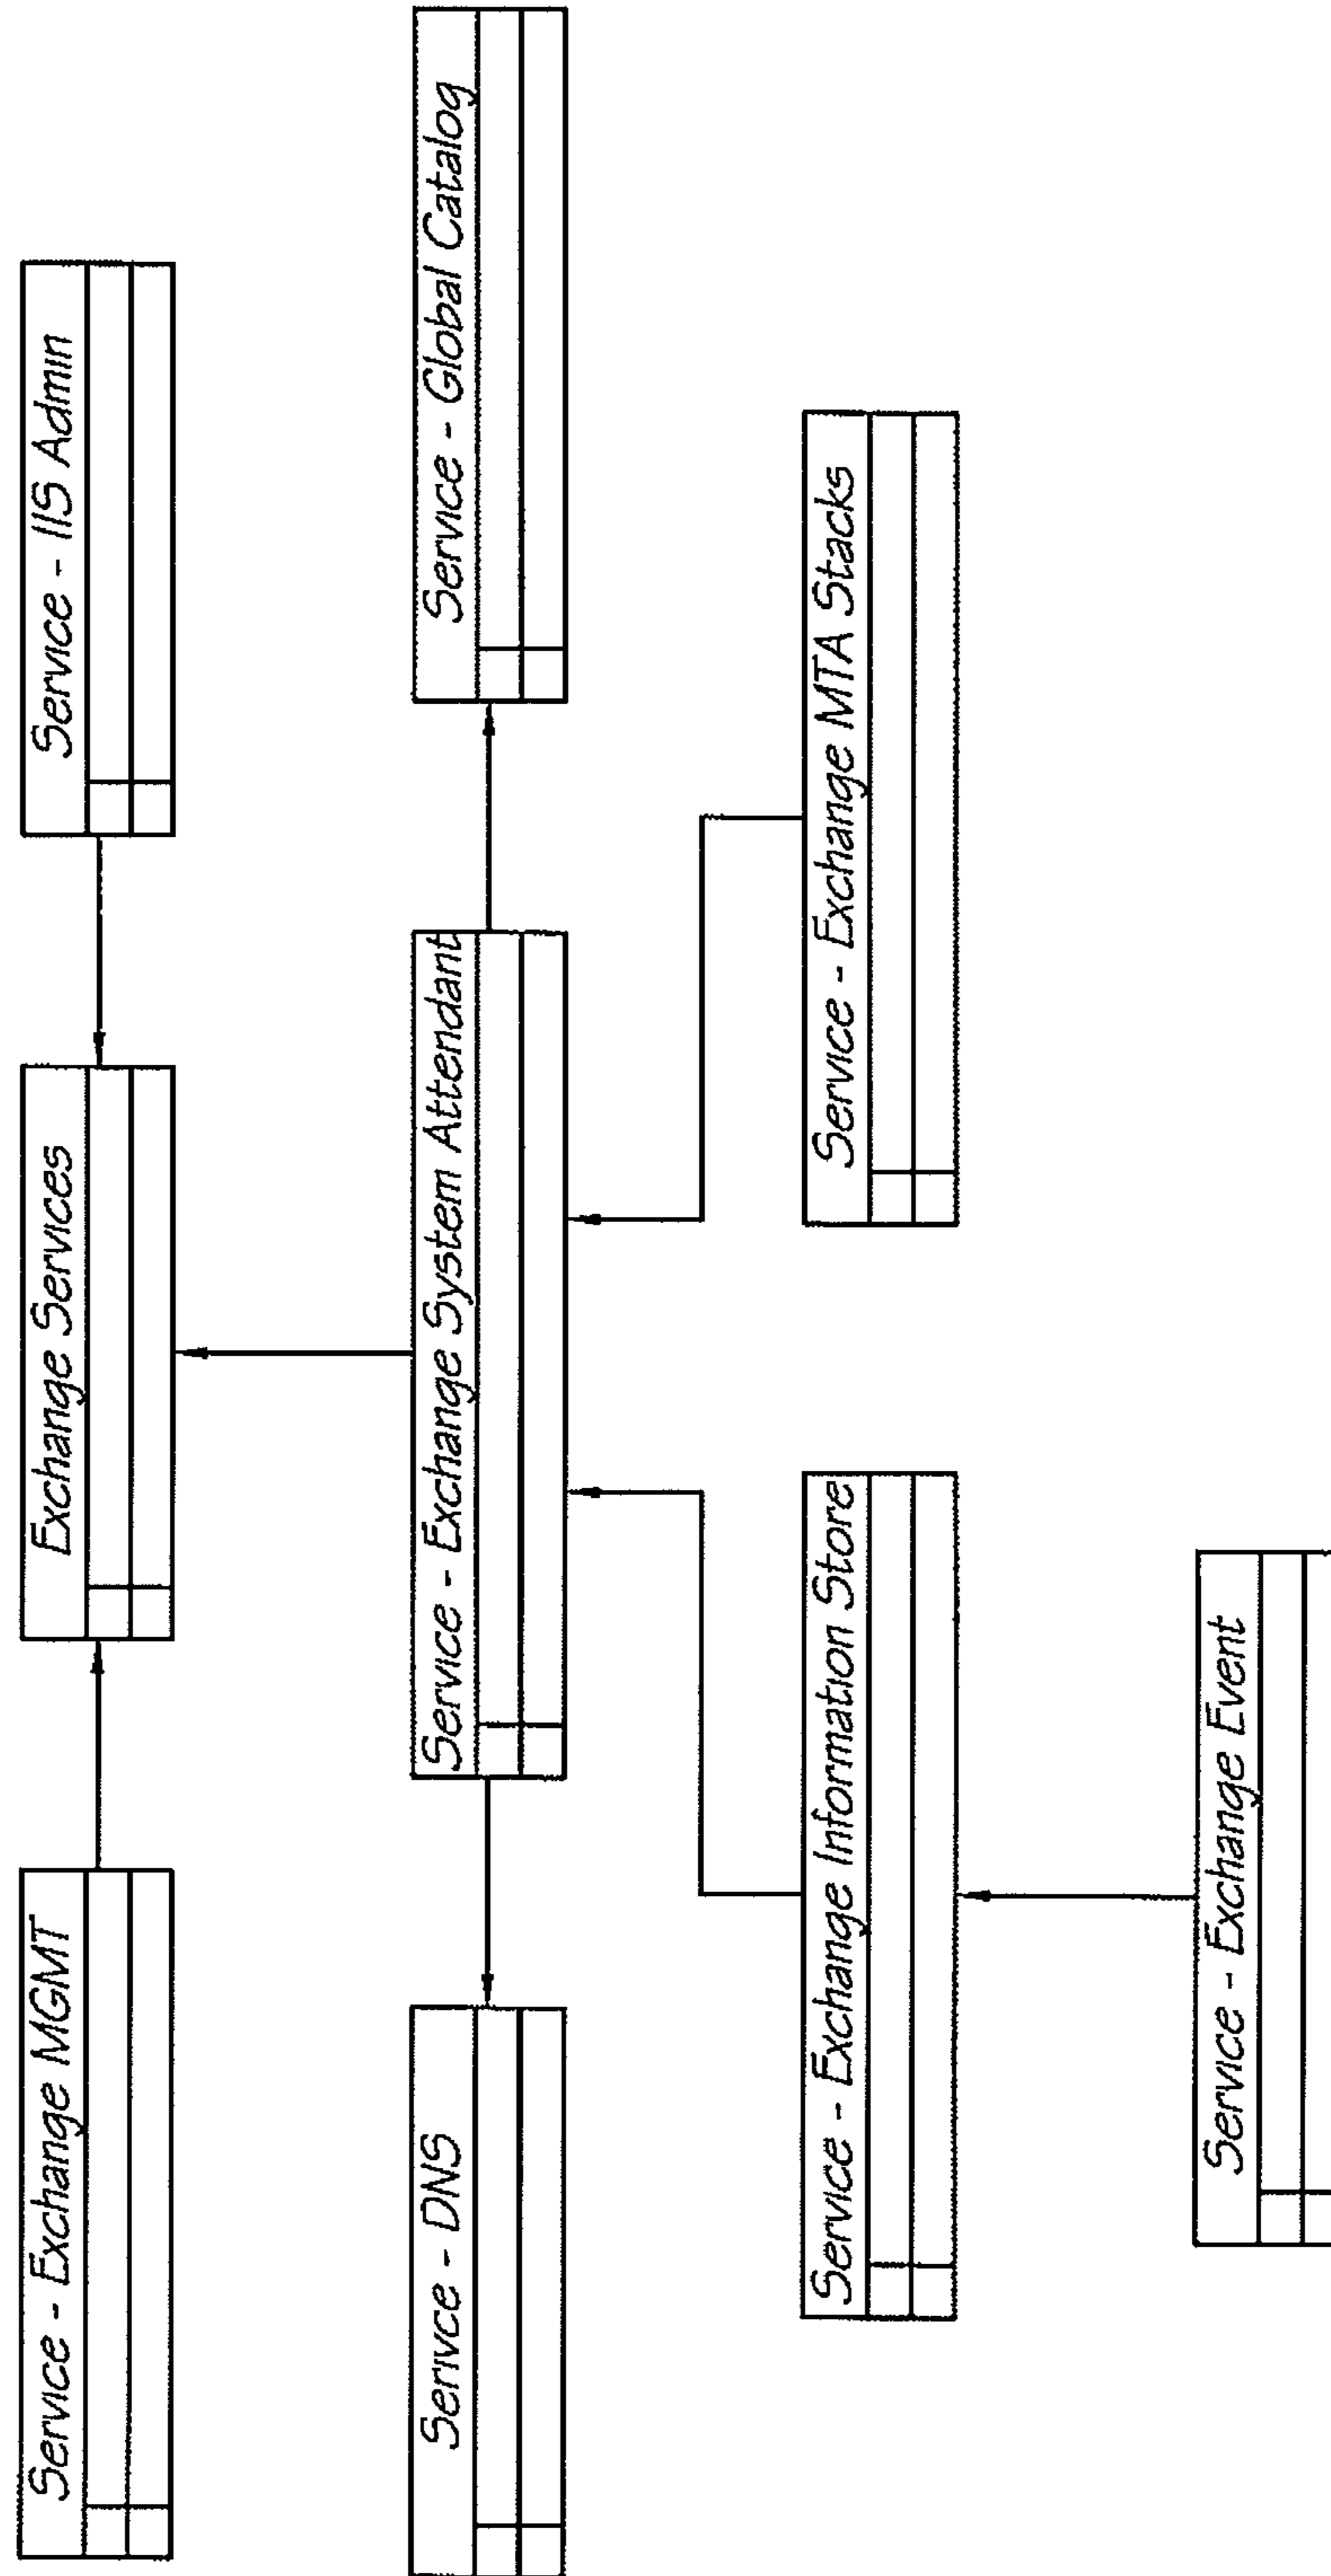 Service - Exchange MGMT
Exchange Services
Service - IIS Admin
Serivce - DNS
Service - Exchange System Attendant
Service - Global Catalog
Service - Exchange Information Store
Service - Exchange MTA Stacks
Service - Exchange Event